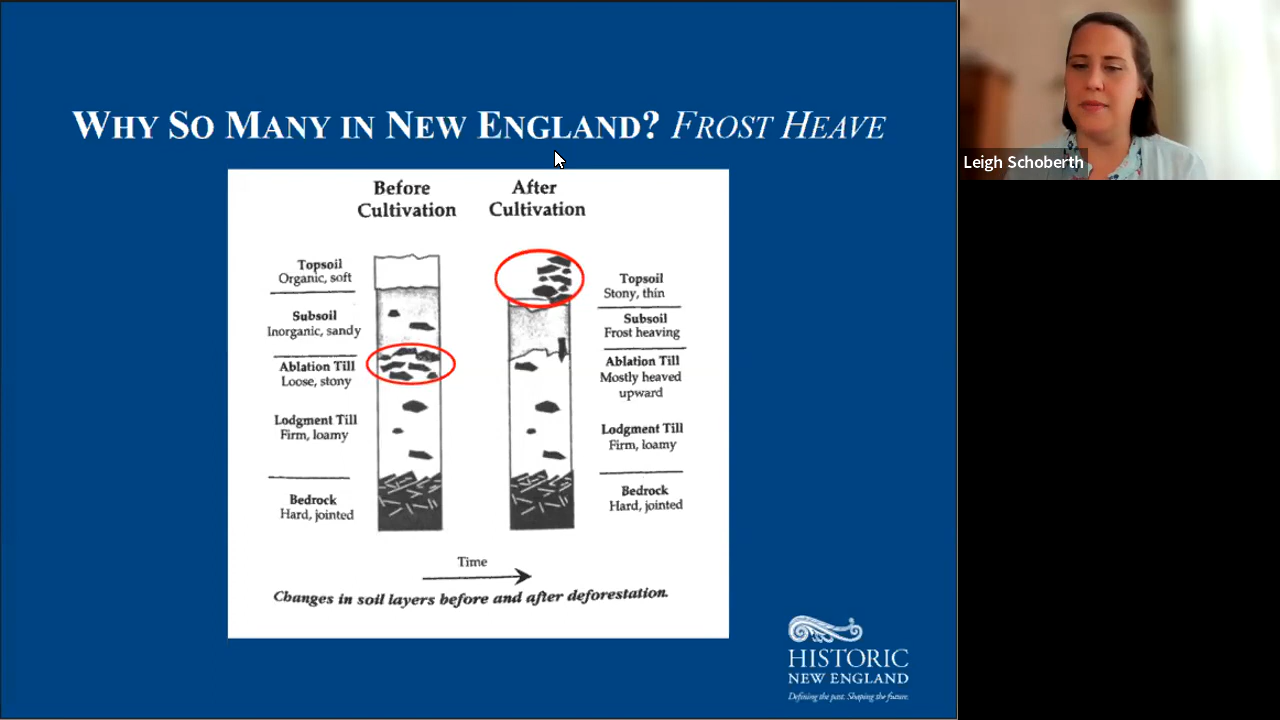 WHY SO MANY IN NEW ENGLAND? FROST HEAVE
Before
Cultivation
After
Cultivation
Topsoil
Organic, soft
Subsoil
Inorganic, sandy
Ablation Till
Loose, stony
Lodgment Till
Firm, loamy
Bedrock
Hard, jointed
Topsoil
Stony, thin
Subsoil
Frost heaving
Ablation Till
Mostly heaved
upward
Lodgment Till
Firm, loamy
Bedrock
Hard, jointed
Time
Changes in soil layers before and after deforestation.
HISTORIC
NEW ENGLAND
Defining the past. Shaping the future.
Leigh Schoberth